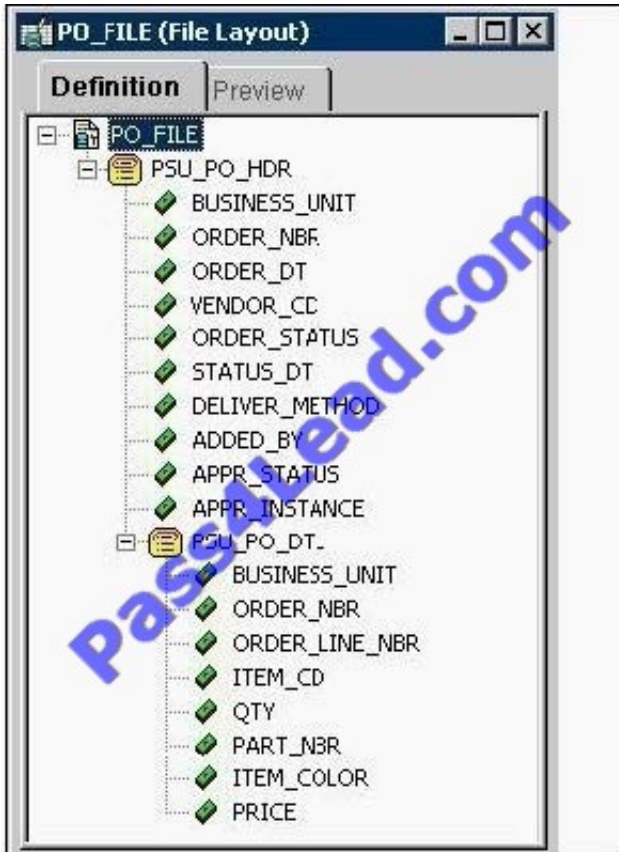 PO_FILE (File Layout)
Definition Preview
PO_FILE
PSU_PO_HDR
BUSINESS_UNIT
ORDER_NBR
ORDER_DT
VENDOR_CD
ORDER_STATUS
STATUS_DT
DELIVER_METHOD
ADDED_BY
APPR_STATUS
APPR_INSTANCE
PSU_PO_DTL
BUSINESS_UNIT
ORDER_NBR
ORDER_LINE_NBR
ITEM_CD
QTY
PART_NBR
ITEM_COLOR
PRICE
Pass4Lead.com